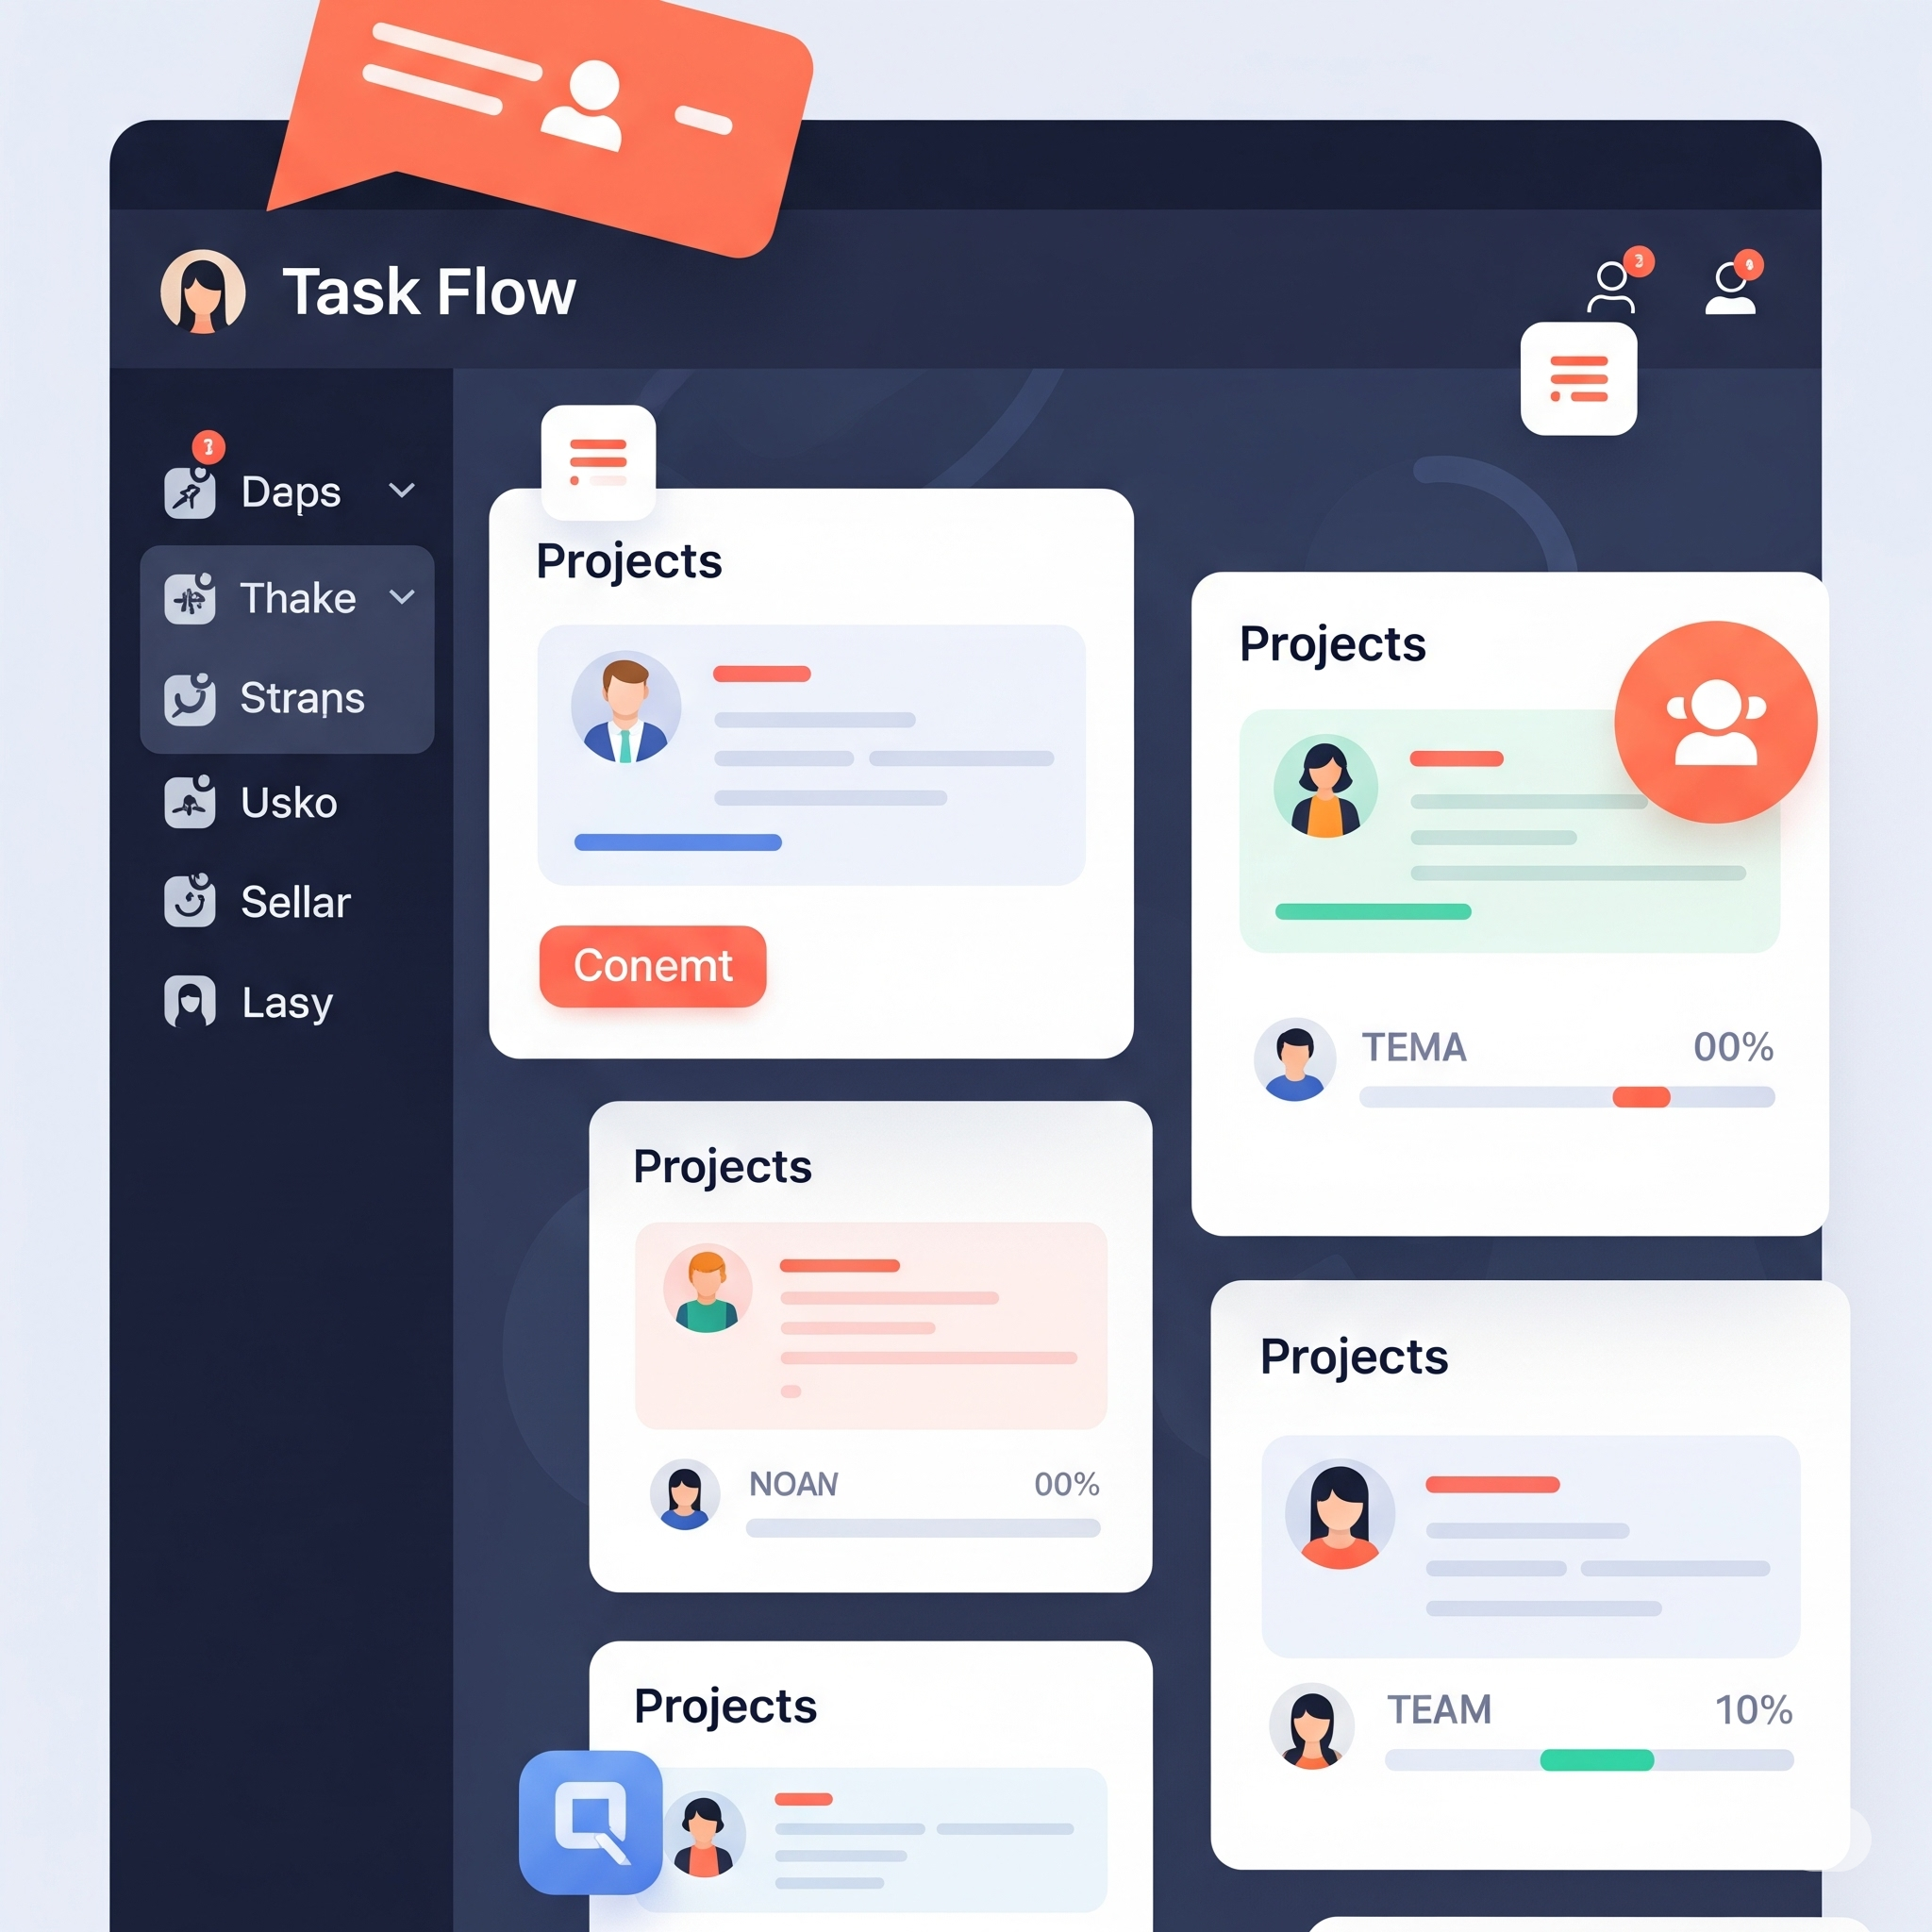 Task Flow
Daps
Thake
Strans
Usko
Sellar
Lasy
Projects
Conemt
Projects
TEMA 00%
Projects
NOAN 00%
Projects
TEAM 10%
Projects